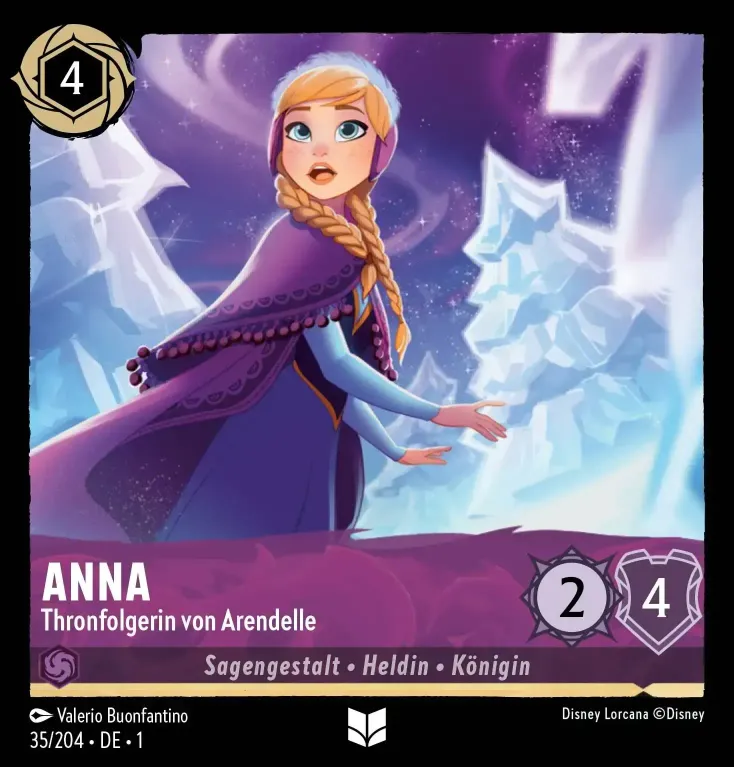 4
ANNA
Thronfolgerin von Arendelle
2
4
Sagengestalt • Heldin • Königin
Valerio Buonfantino
Disney Lorcana ©Disney
35/204 • DE • 1